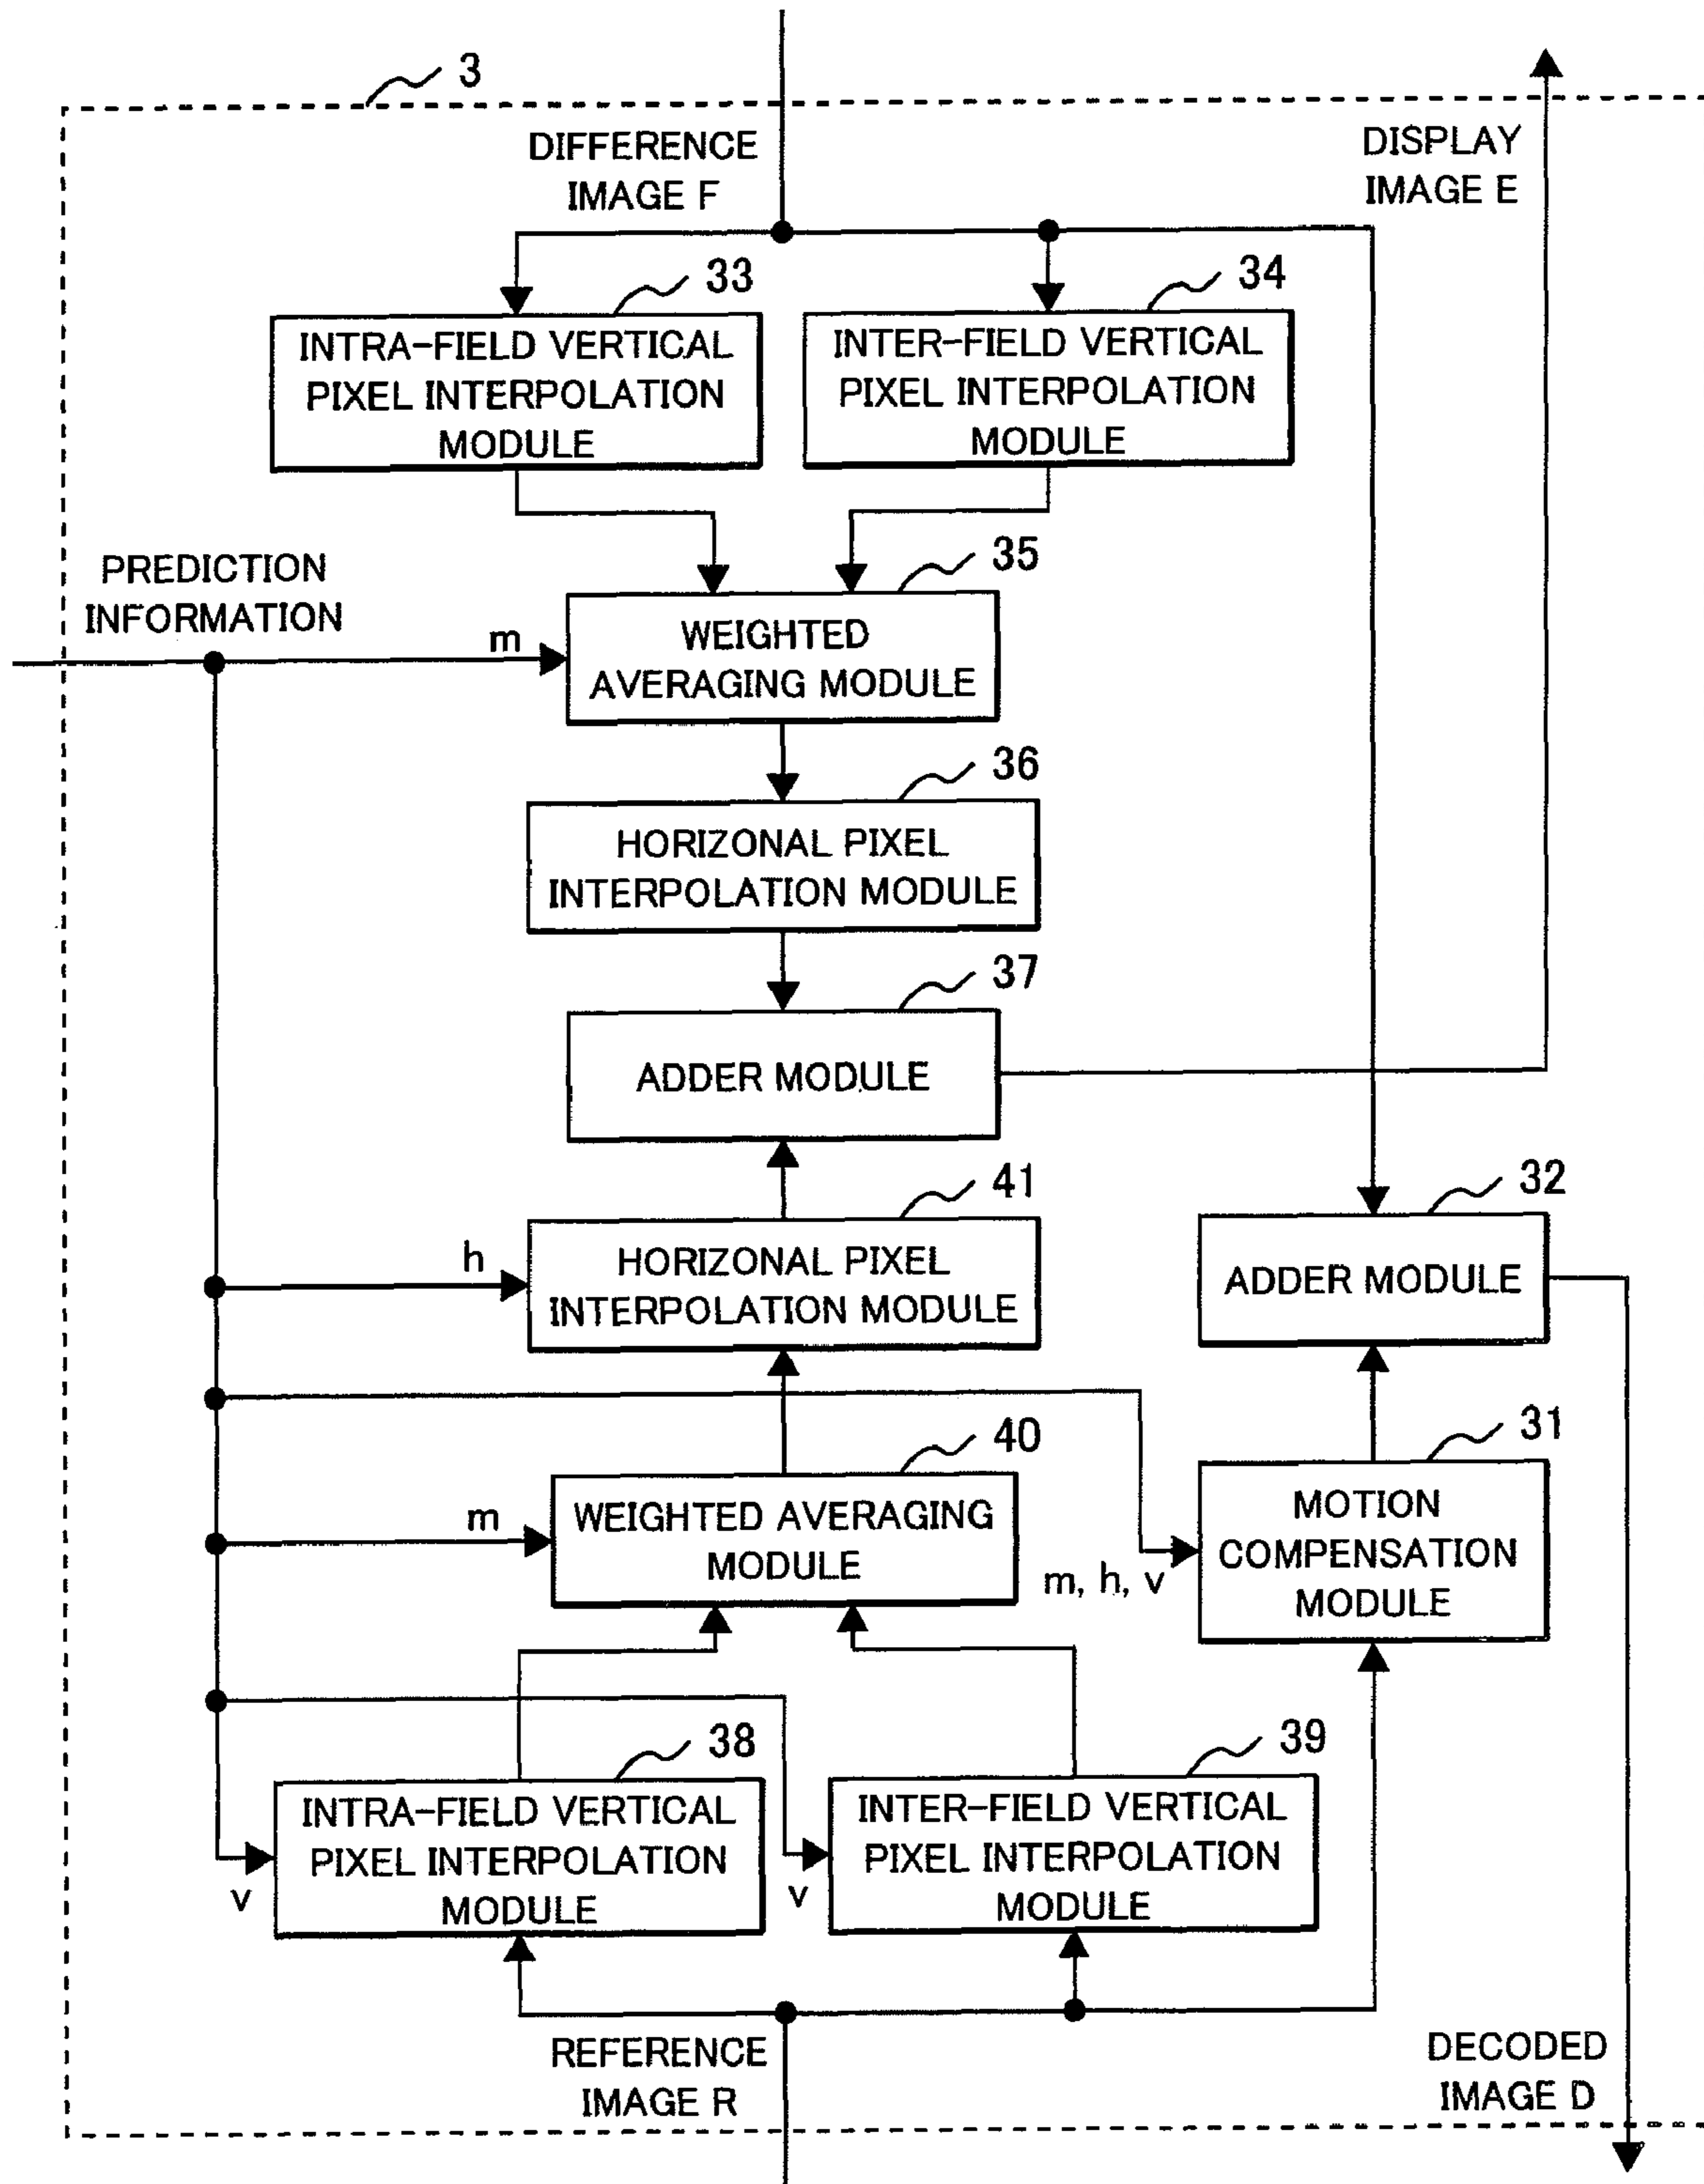 3
DIFFERENCE
IMAGE F
DISPLAY
IMAGE E
33
INTRA-FIELD VERTICAL
PIXEL INTERPOLATION
MODULE
34
INTER-FIELD VERTICAL
PIXEL INTERPOLATION
MODULE
PREDICTION
INFORMATION
m
35
WEIGHTED
AVERAGING MODULE
36
HORIZONAL PIXEL
INTERPOLATION MODULE
37
ADDER MODULE
41
h
HORIZONAL PIXEL
INTERPOLATION MODULE
32
ADDER MODULE
40
m
WEIGHTED AVERAGING
MODULE
31
m, h, v
MOTION
COMPENSATION
MODULE
38
v
INTRA-FIELD VERTICAL
PIXEL INTERPOLATION
MODULE
39
v
INTER-FIELD VERTICAL
PIXEL INTERPOLATION
MODULE
REFERENCE
IMAGE R
DECODED
IMAGE D